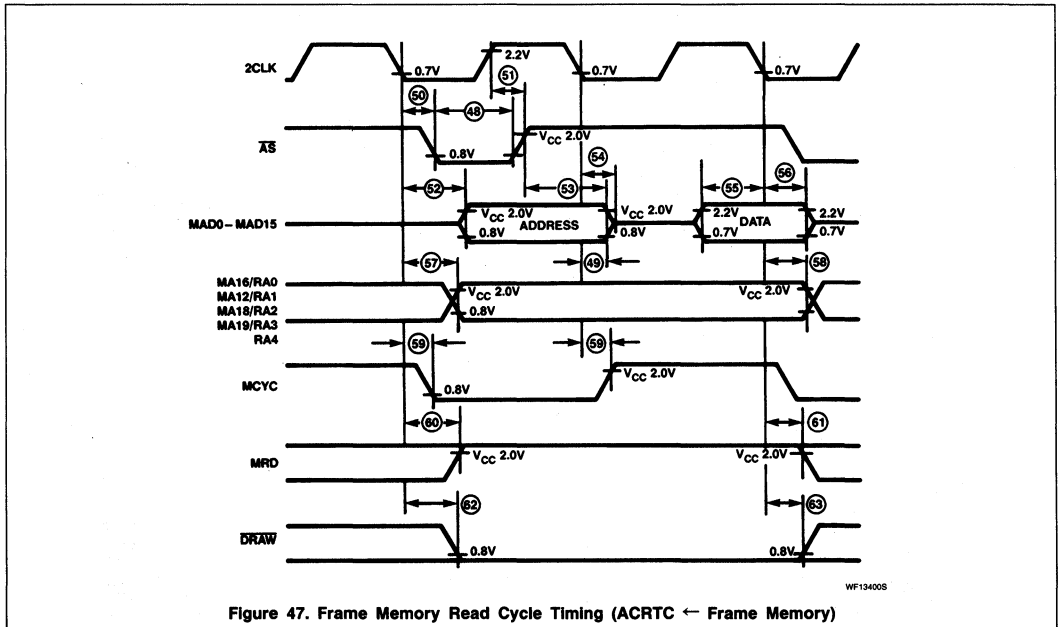 2CLK
0.7V
2.2V
0.7V
0.7V
50
51
48
AS
0.8V
VCC 2.0V
54
56
52
53
55
MAD0 – MAD15
VCC 2.0V
0.8V
ADDRESS
VCC 2.0V
0.8V
2.2V
0.7V
DATA
2.2V
0.7V
57
49
58
MA16/RA0
MA12/RA1
MA18/RA2
MA19/RA3
RA4
VCC 2.0V
0.8V
VCC 2.0V
59
59
MCYC
0.8V
VCC 2.0V
60
61
MRD
VCC 2.0V
VCC 2.0V
62
63
DRAW
0.8V
0.8V
WF13400S
Figure 47. Frame Memory Read Cycle Timing (ACRTC ← Frame Memory)